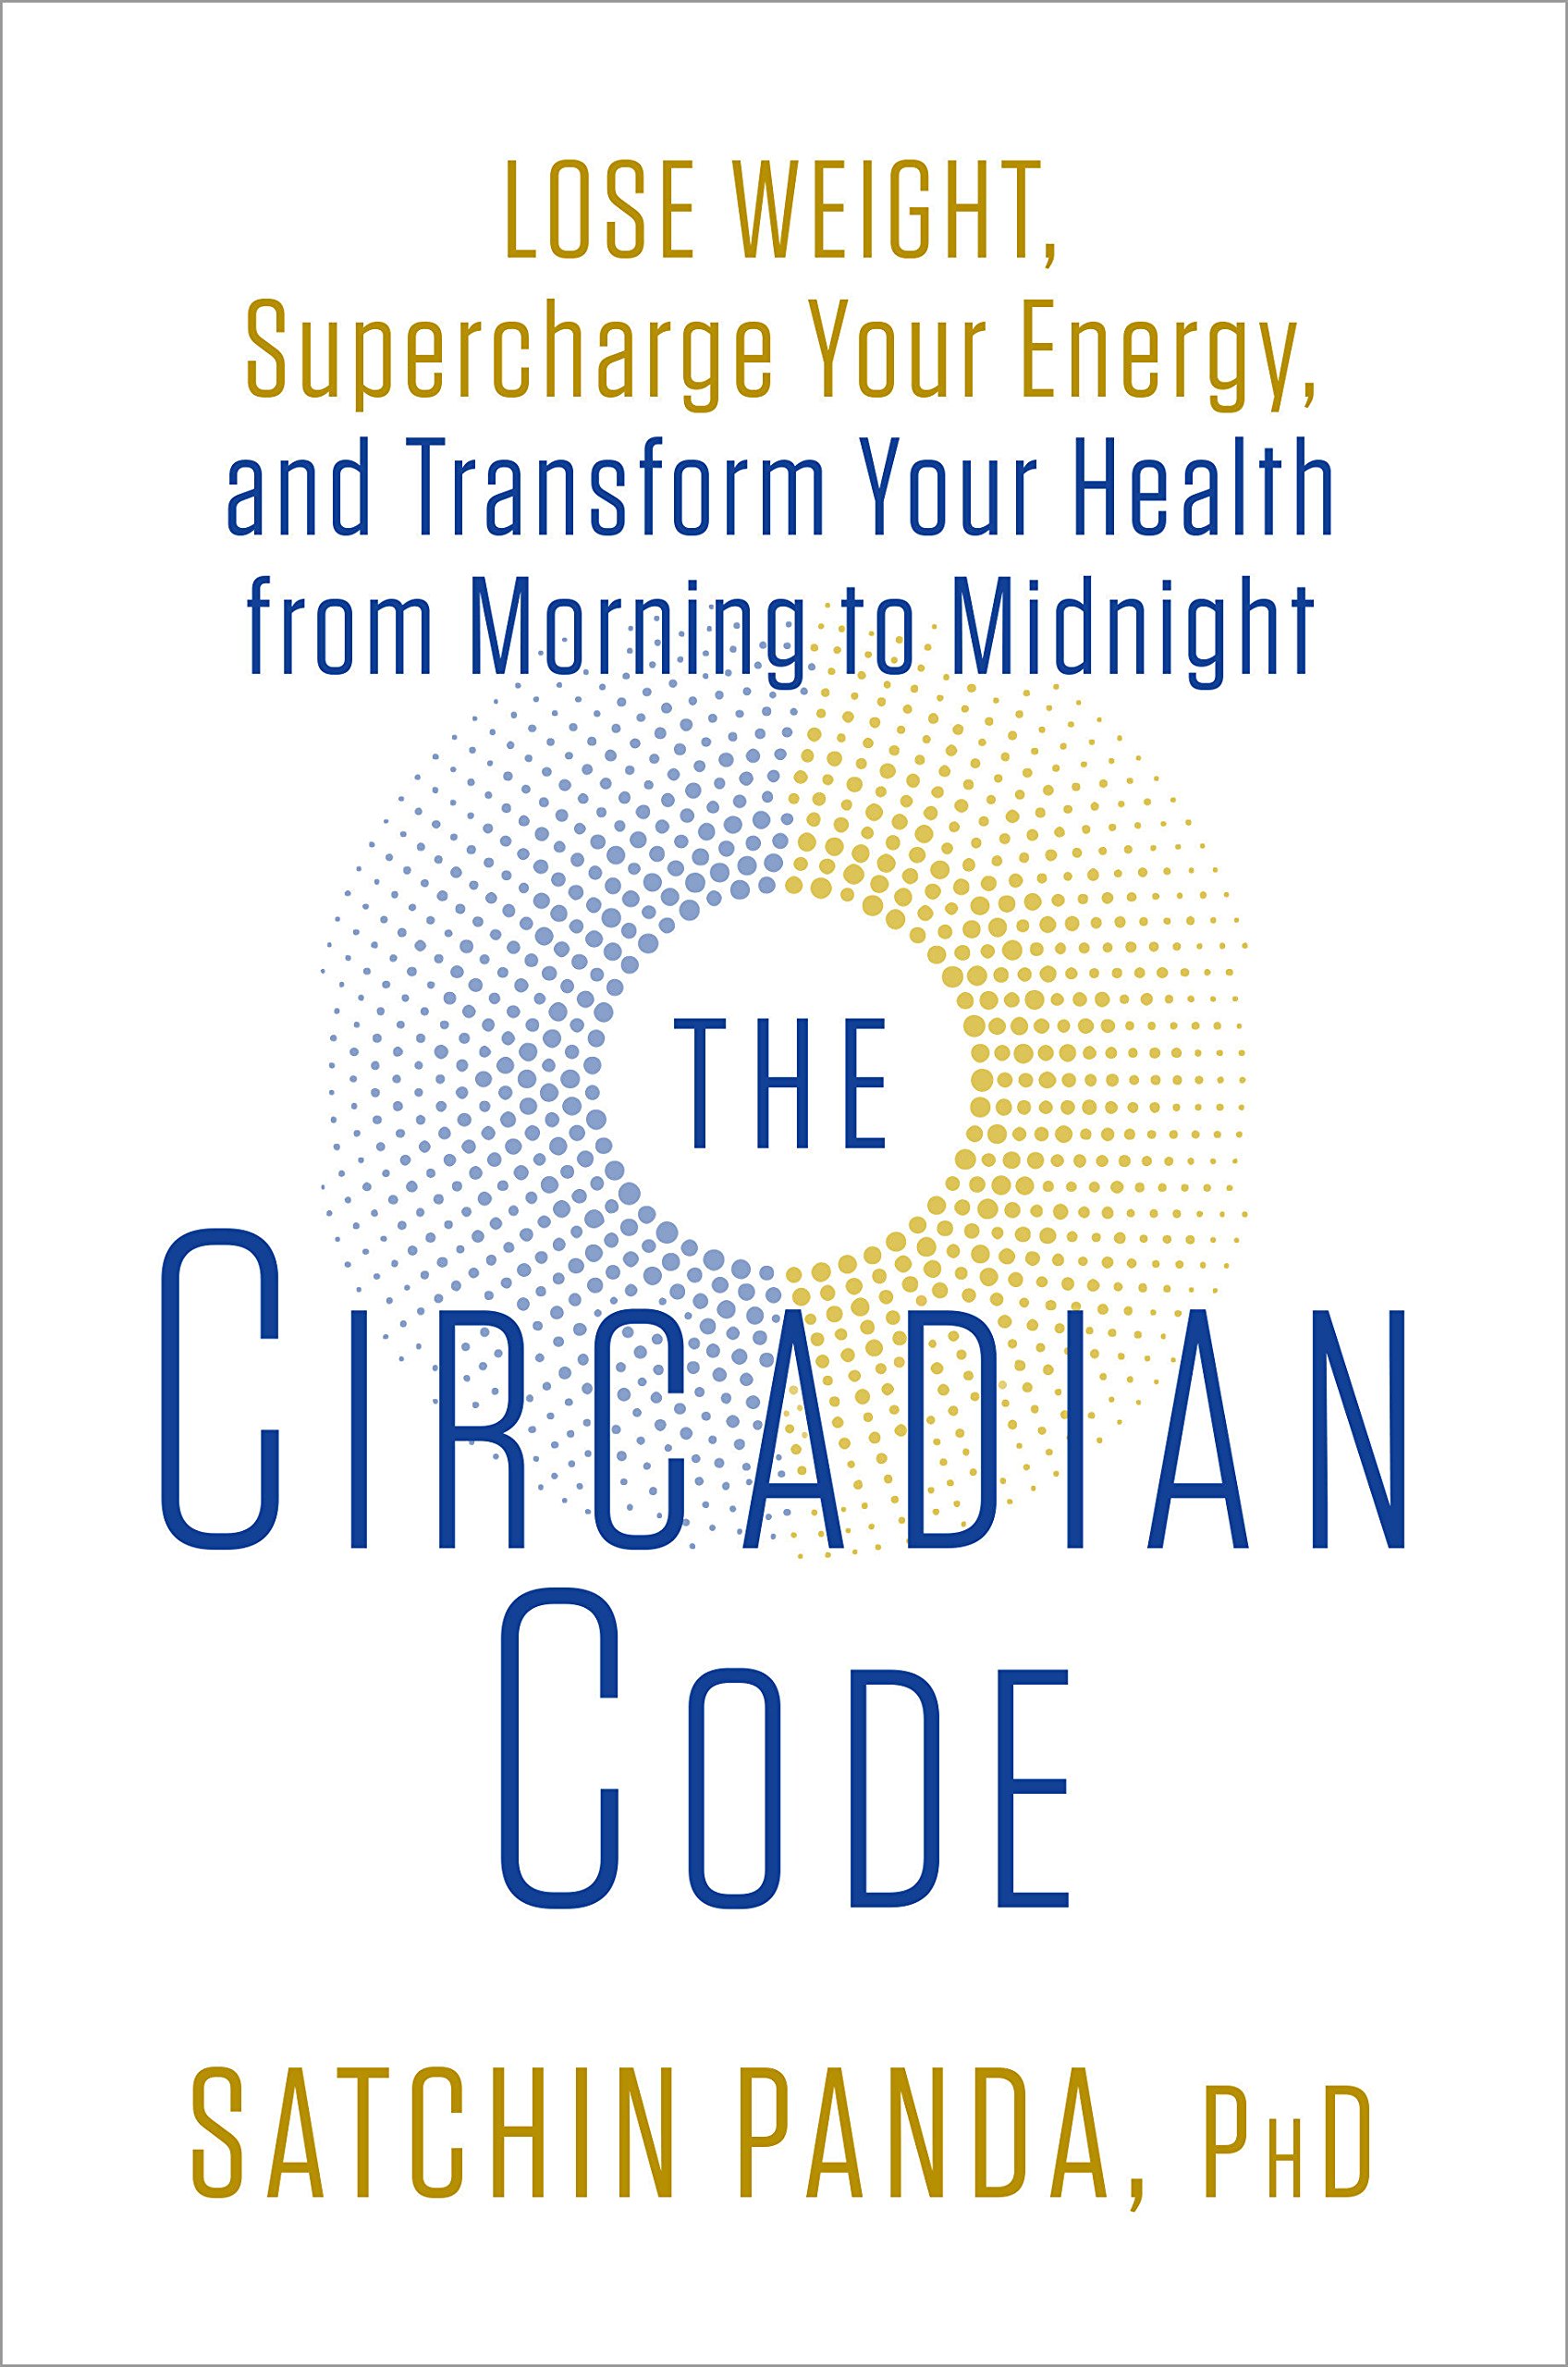 LOSE WEIGHT,
Supercharge Your Energy,
and Transform Your Health
from Morning to Midnight
THE
CIRCADIAN
CODE
SATCHIN PANDA, PHD